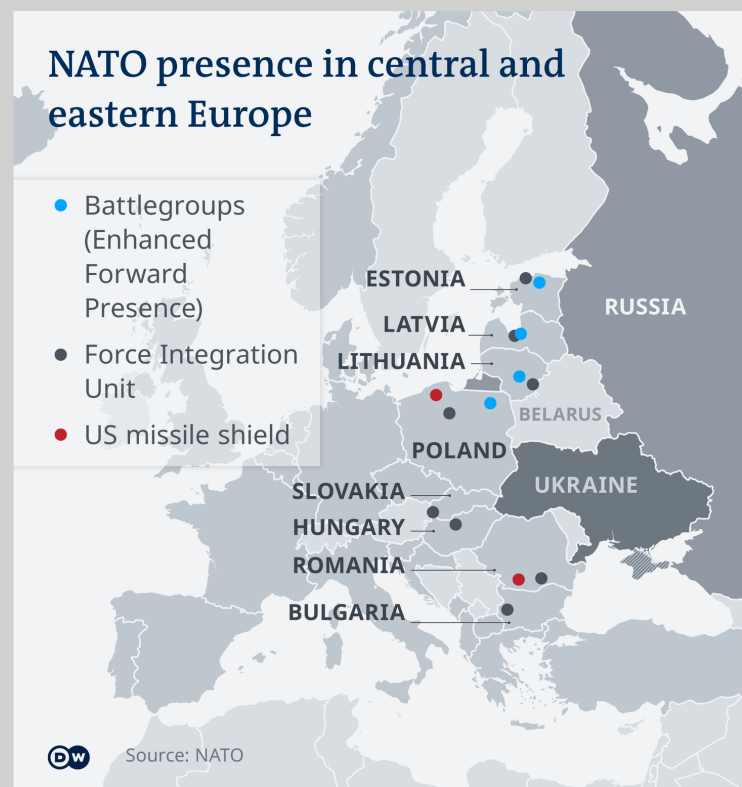 NATO presence in central and
eastern Europe
Battlegroups
(Enhanced
Forward
Presence)
Force Integration
Unit
US missile shield
ESTONIA
RUSSIA
LATVIA
LITHUANIA
BELARUS
POLAND
SLOVAKIA
UKRAINE
HUNGARY
ROMANIA
BULGARIA
DW
Source: NATO